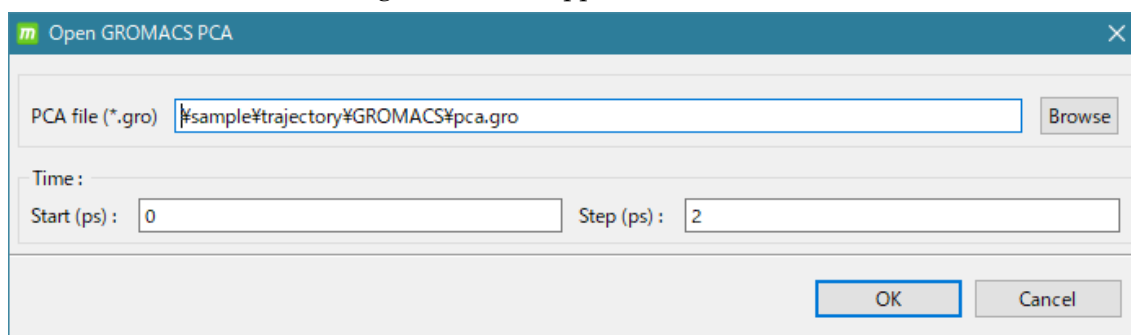 m Open GROMACS PCA
PCA file (*.gro) ¥sample¥trajectory¥GROMACS¥pca.gro Browse
Time :
Start (ps) : 0 Step (ps) : 2
OK Cancel